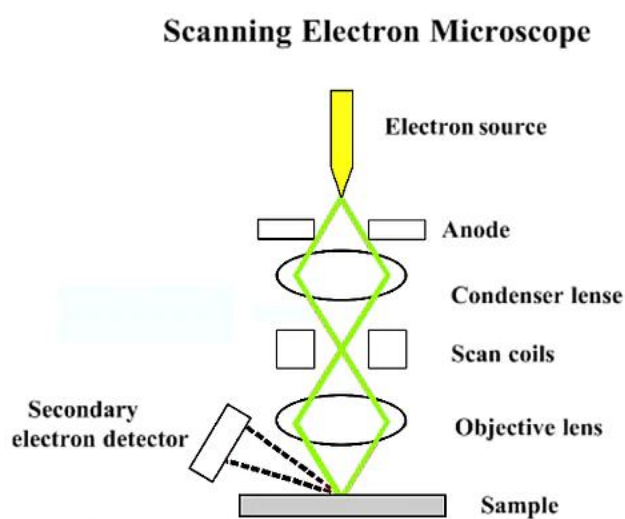 Scanning Electron Microscope
Electron source
Anode
Condenser lense
Scan coils
Secondary
electron detector
Objective lens
Sample